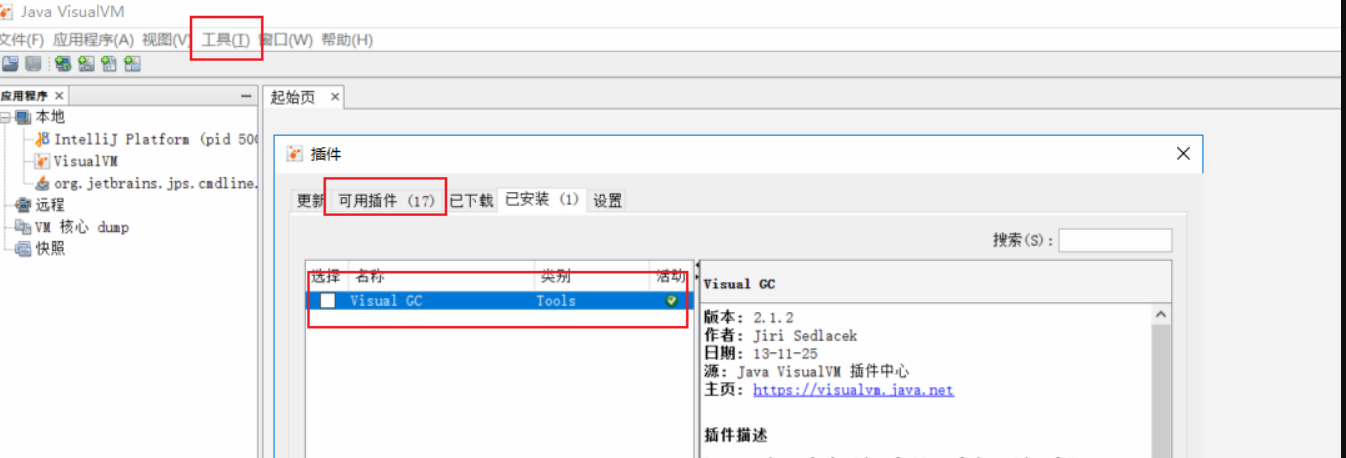 Java VisualVM
文件(F) 应用程序(A) 视图(V) 工具(T) 窗口(W) 帮助(H)
应用程序 × 起始页 ×
本地
IntelliJ Platform (pid 500
VisualVM
org.jetbrains.jps.cmdline.
远程
VM 核心 dump
快照
插件
更新 可用插件 (17) 已下载 已安装 (1) 设置
搜索(S):
选择 名称 类别 活动
Visual GC Tools
Visual GC
版本: 2.1.2
作者: Jiri Sedlacek
日期: 13-11-25
源: Java VisualVM 插件中心
主页: https://visualvm.java.net
插件描述